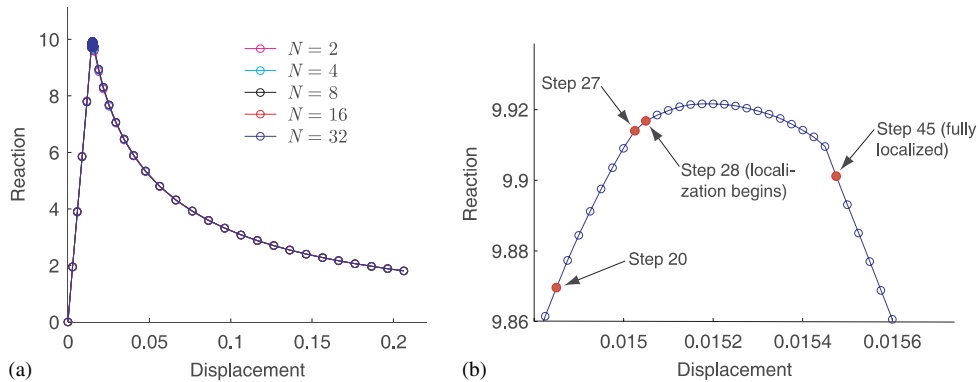 10
8
6
4
2
0
Reaction
N = 2
N = 4
N = 8
N = 16
N = 32
0
0.05
0.1
0.15
0.2
Displacement
(a)
9.92
9.9
9.88
9.86
Reaction
Step 27
Step 28 (locali-
zation begins)
Step 45 (fully
localized)
Step 20
0.015
0.0152
0.0154
0.0156
Displacement
(b)